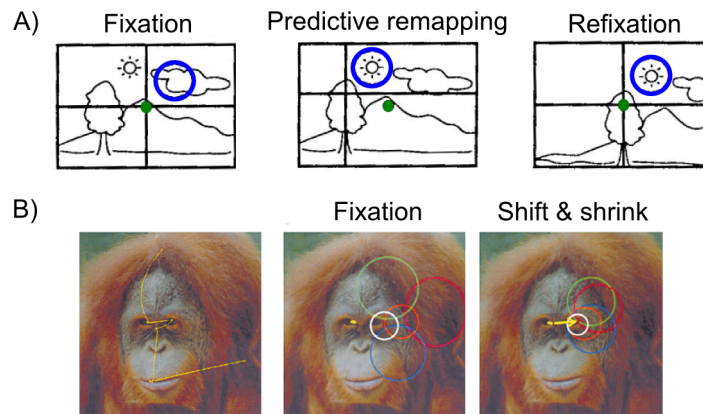 A)
Fixation
Predictive remapping
Refixation
B)
Fixation
Shift & shrink